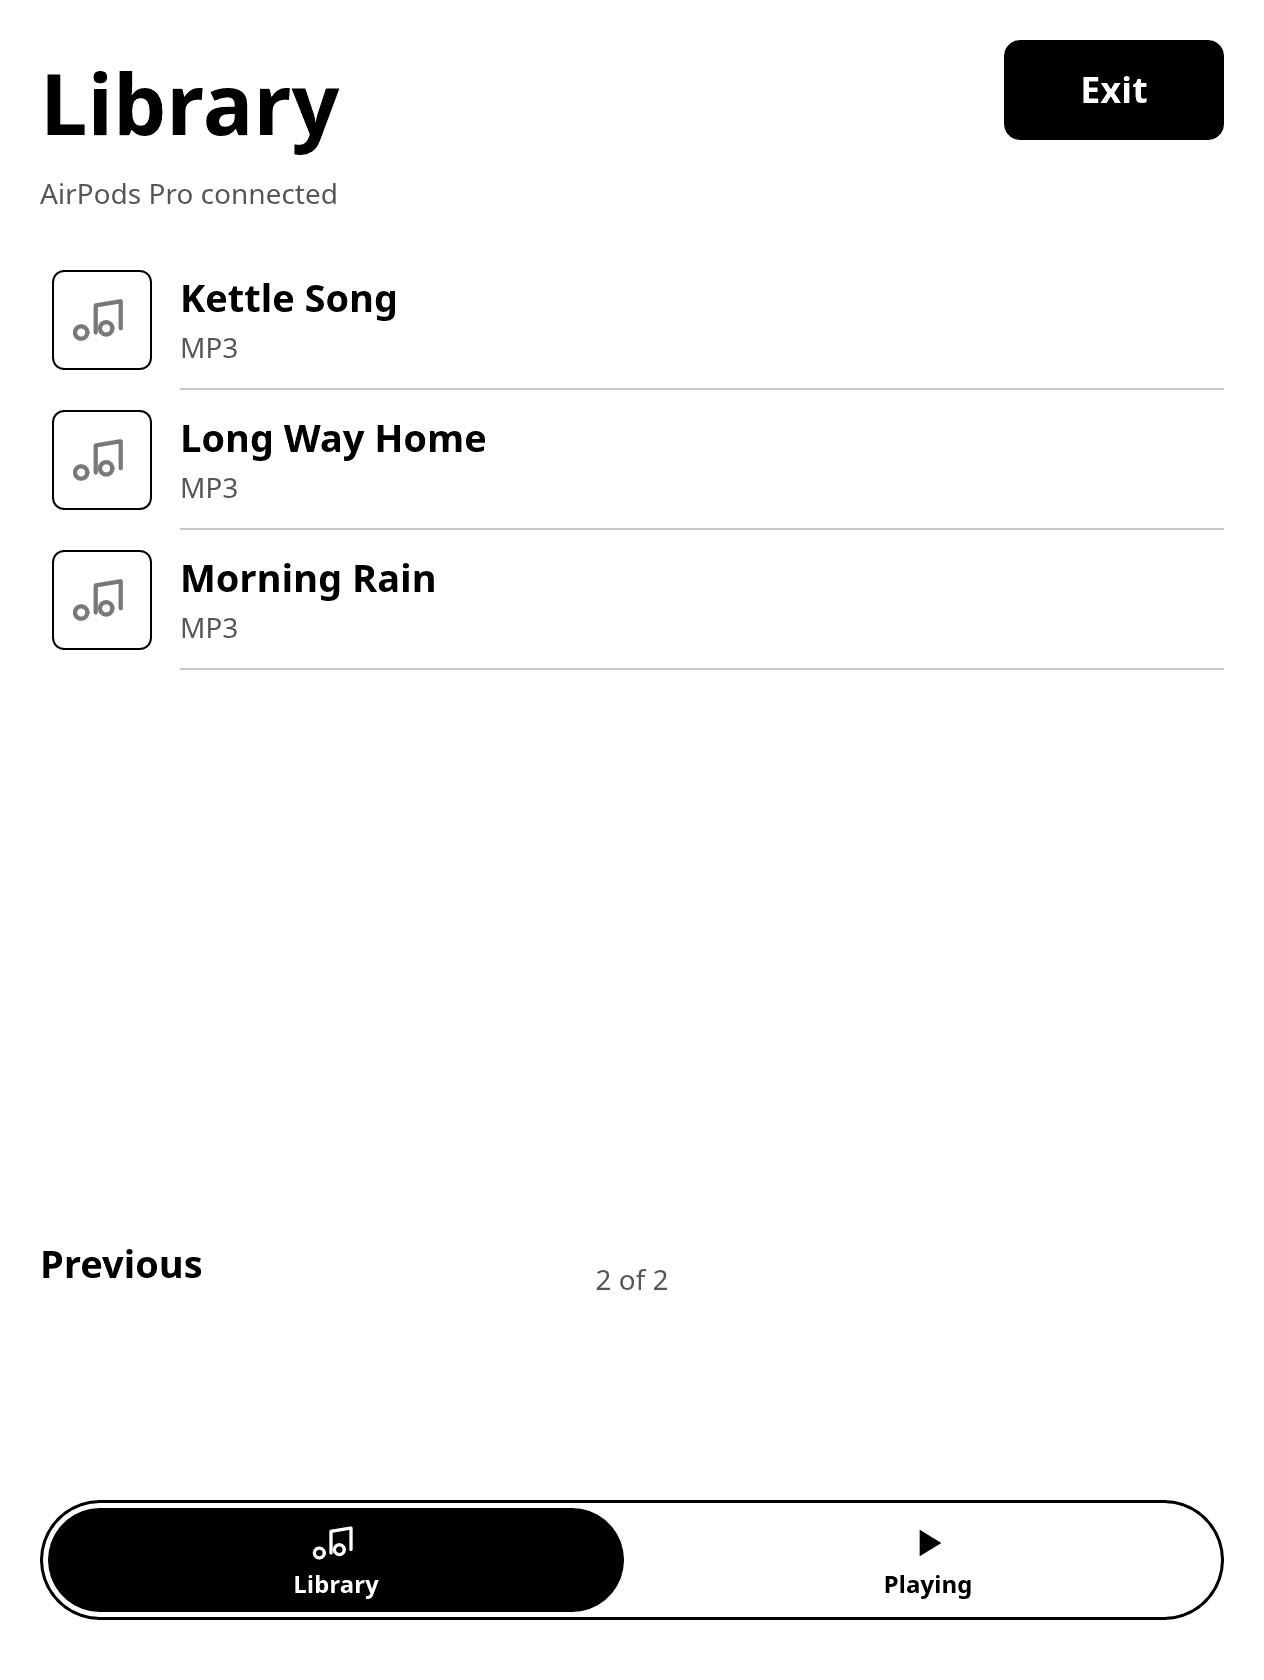 Library
Exit
AirPods Pro connected
Kettle Song
MP3
Long Way Home
MP3
Morning Rain
MP3
Previous
2 of 2
Library
Playing